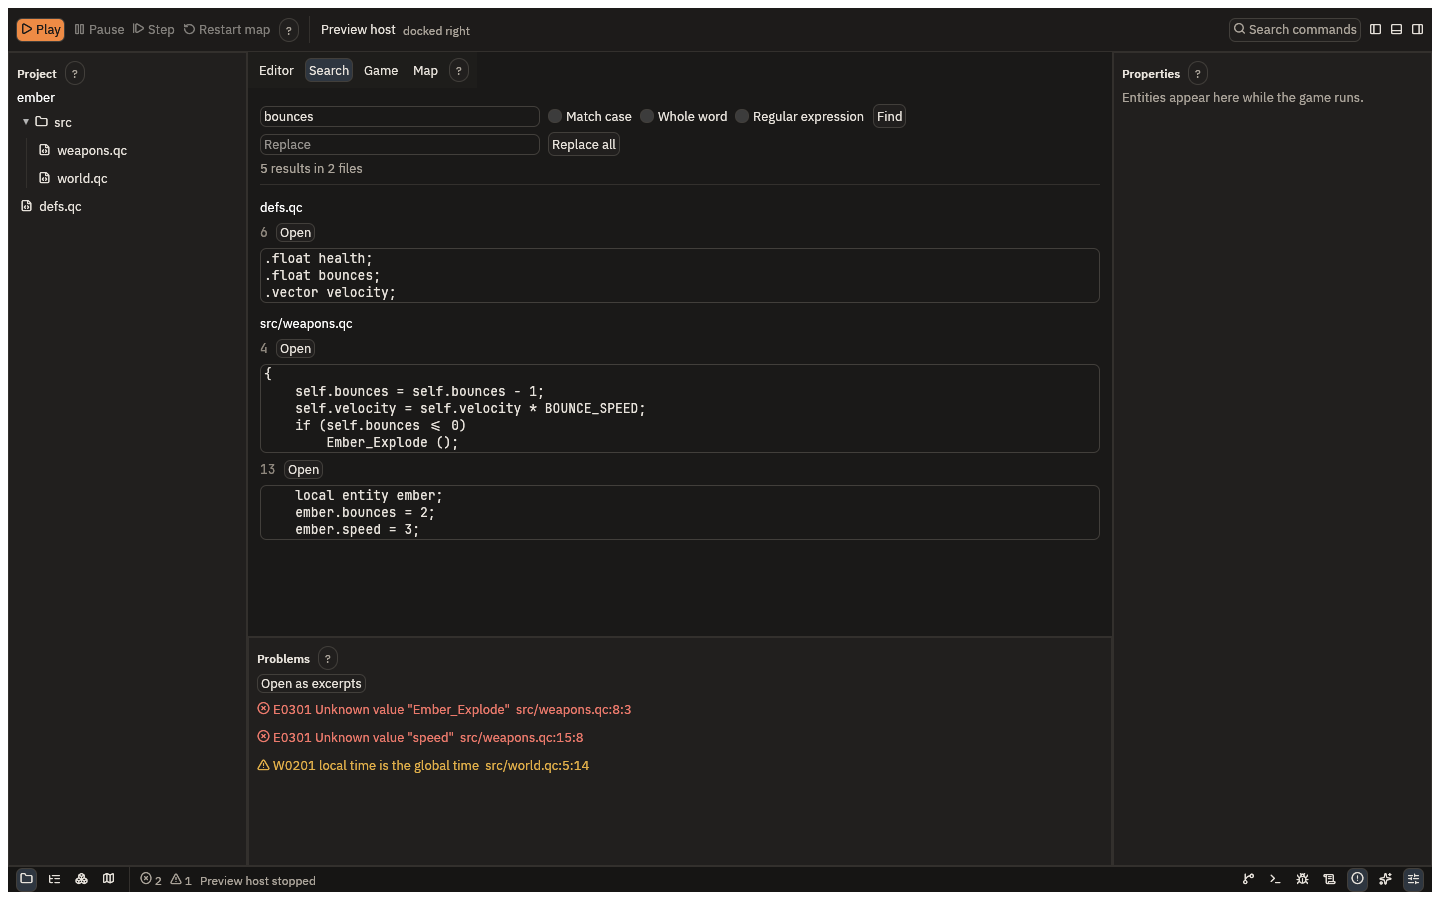 Play Pause Step Restart map ? Preview host docked right Search commands
Project ?
ember
src
weapons.qc
world.qc
defs.qc
Editor Search Game Map ?
bounces Match case Whole word Regular expression Find
Replace Replace all
5 results in 2 files
defs.qc
6 Open
.float health;
.float bounces;
.vector velocity;
src/weapons.qc
4 Open
{
    self.bounces = self.bounces - 1;
    self.velocity = self.velocity * BOUNCE_SPEED;
    if (self.bounces <= 0)
        Ember_Explode ();
13 Open
    local entity ember;
    ember.bounces = 2;
    ember.speed = 3;
Problems ?
Open as excerpts
E0301 Unknown value "Ember_Explode" src/weapons.qc:8:3
E0301 Unknown value "speed" src/weapons.qc:15:8
W0201 local time is the global time src/world.qc:5:14
Properties ?
Entities appear here while the game runs.
2 1 Preview host stopped